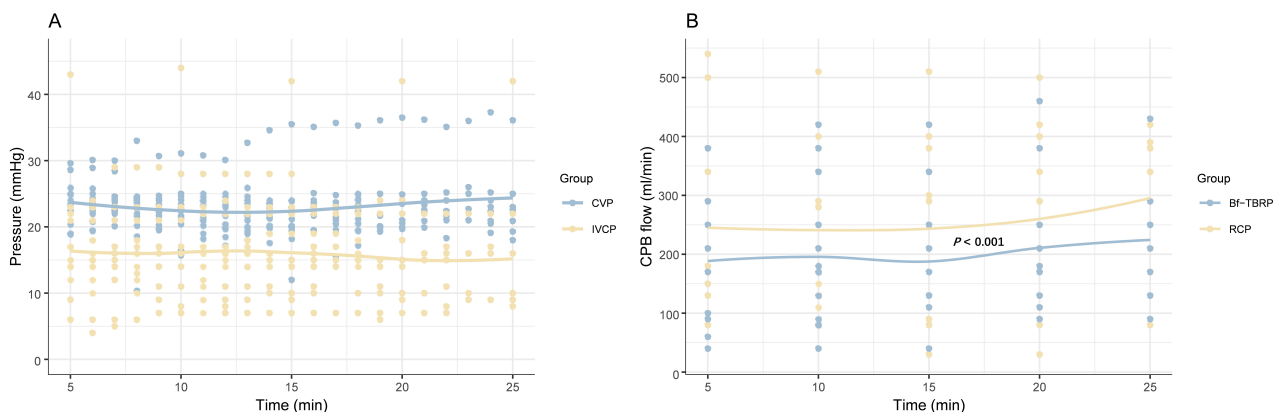 A
Pressure (mmHg)
40
30
20
10
0
5 10 15 20 25
Time (min)
Group
CVP
IVCP
B
CPB flow (ml/min)
500
400
300
200
100
0
P < 0.001
5 10 15 20 25
Time (min)
Group
Bf−TBRP
RCP